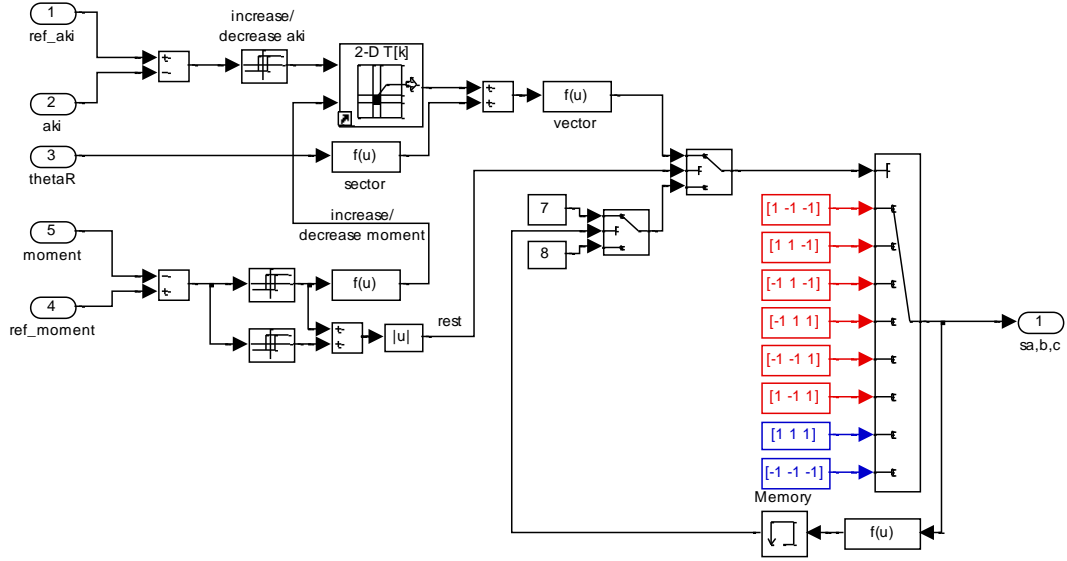 1
ref_aki
increase/
decrease aki
2-D T[k]
+
−
2
aki
+
+
f(u)
vector
3
thetaR
f(u)
sector
increase/
decrease moment
5
moment
−
+
4
ref_moment
f(u)
+
+
|u|
rest
7
8
[1 -1 -1]
[1 1 -1]
[-1 1 -1]
[-1 1 1]
[-1 -1 1]
[1 -1 1]
[1 1 1]
[-1 -1 -1]
1
sa,b,c
Memory
f(u)